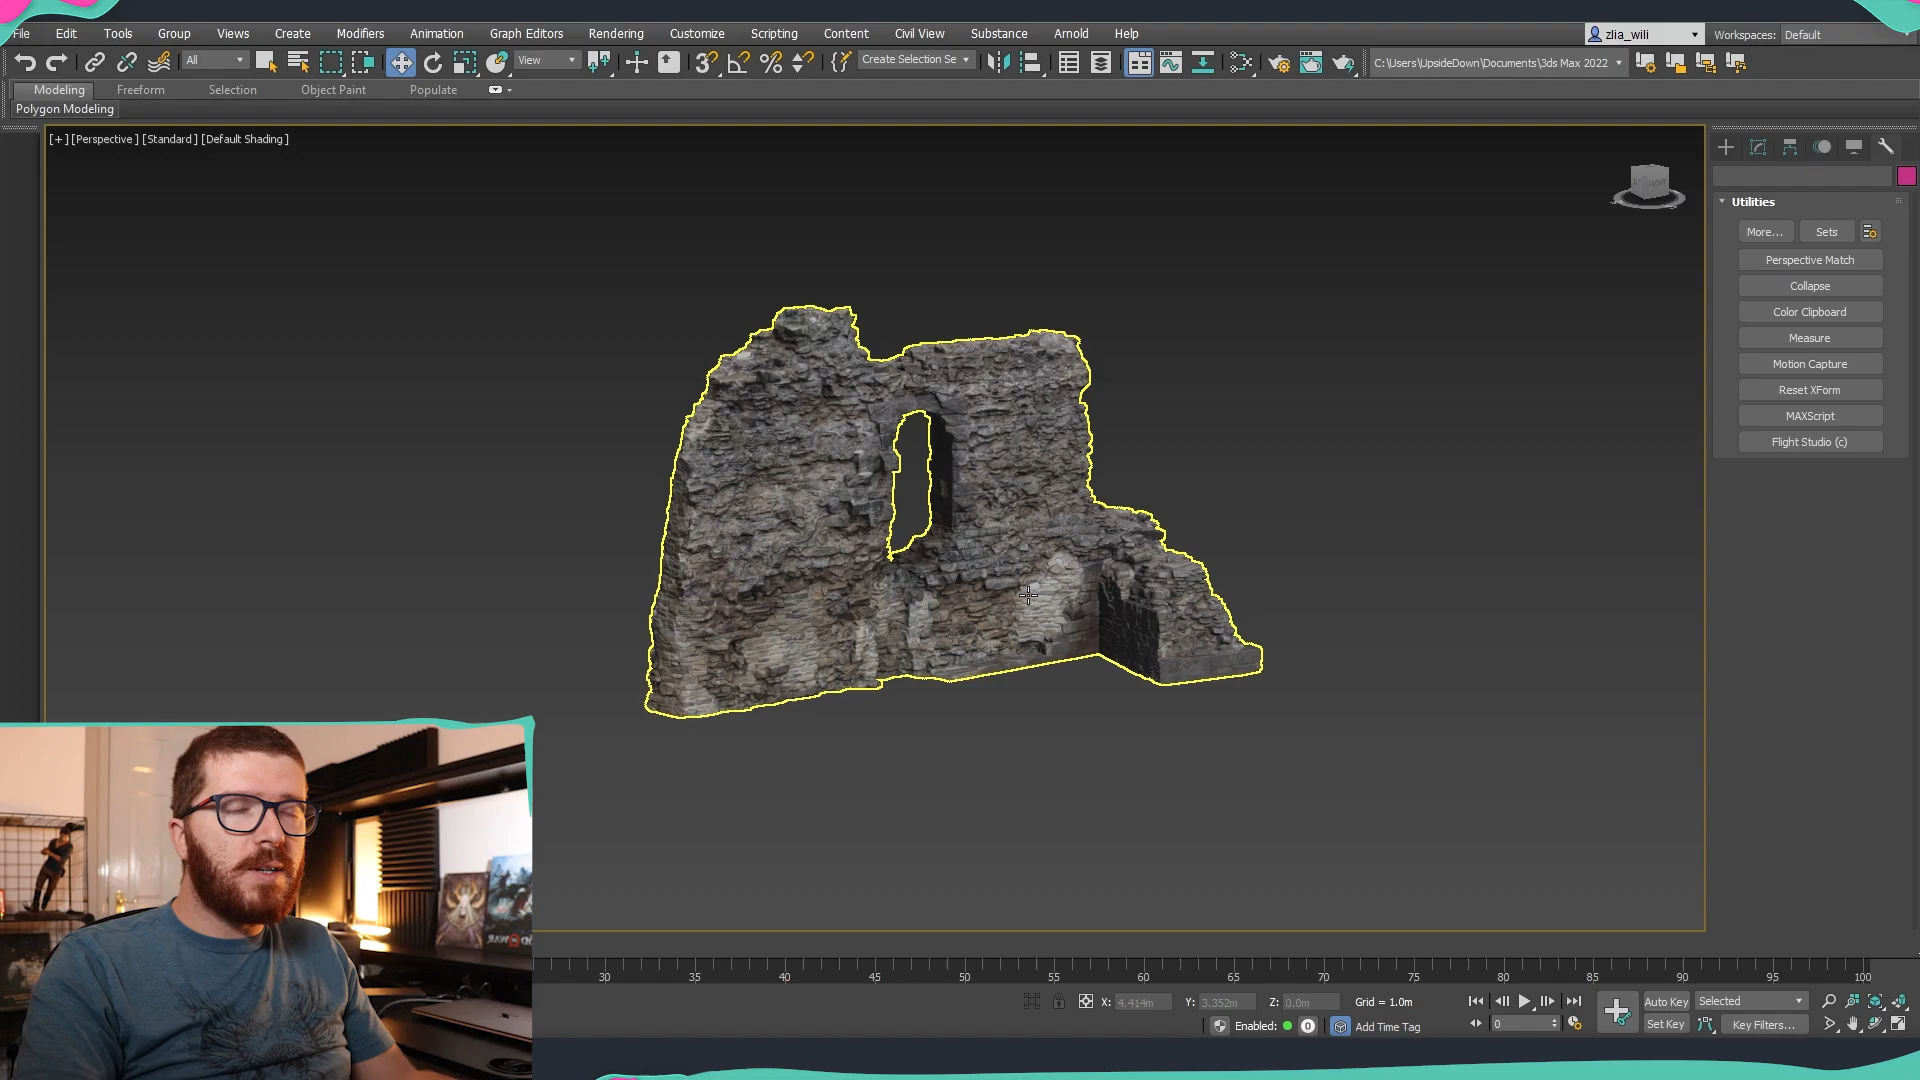 File Edit Tools Group Views Create Modifiers Animation Graph Editors Rendering Customize Scripting Content Civil View Substance Arnold Help zlia_wili Workspaces: Default
All View Create Selection Se C:\Users\UpsideDown\Documents\3ds Max 2022
Modeling Freeform Selection Object Paint Populate
Polygon Modeling
[+] [Perspective] [Standard] [Default Shading]
FRONT
Utilities
More... Sets
Perspective Match
Collapse
Color Clipboard
Measure
Motion Capture
Reset XForm
MAXScript
Flight Studio (c)
30 35 40 45 50 55 60 65 70 75 80 85 90 95 100
X: 4.414m Y: 3.352m Z: 0.0m Grid = 1.0m Auto Key Selected
Enabled: 0 Add Time Tag 0 Set Key Key Filters...